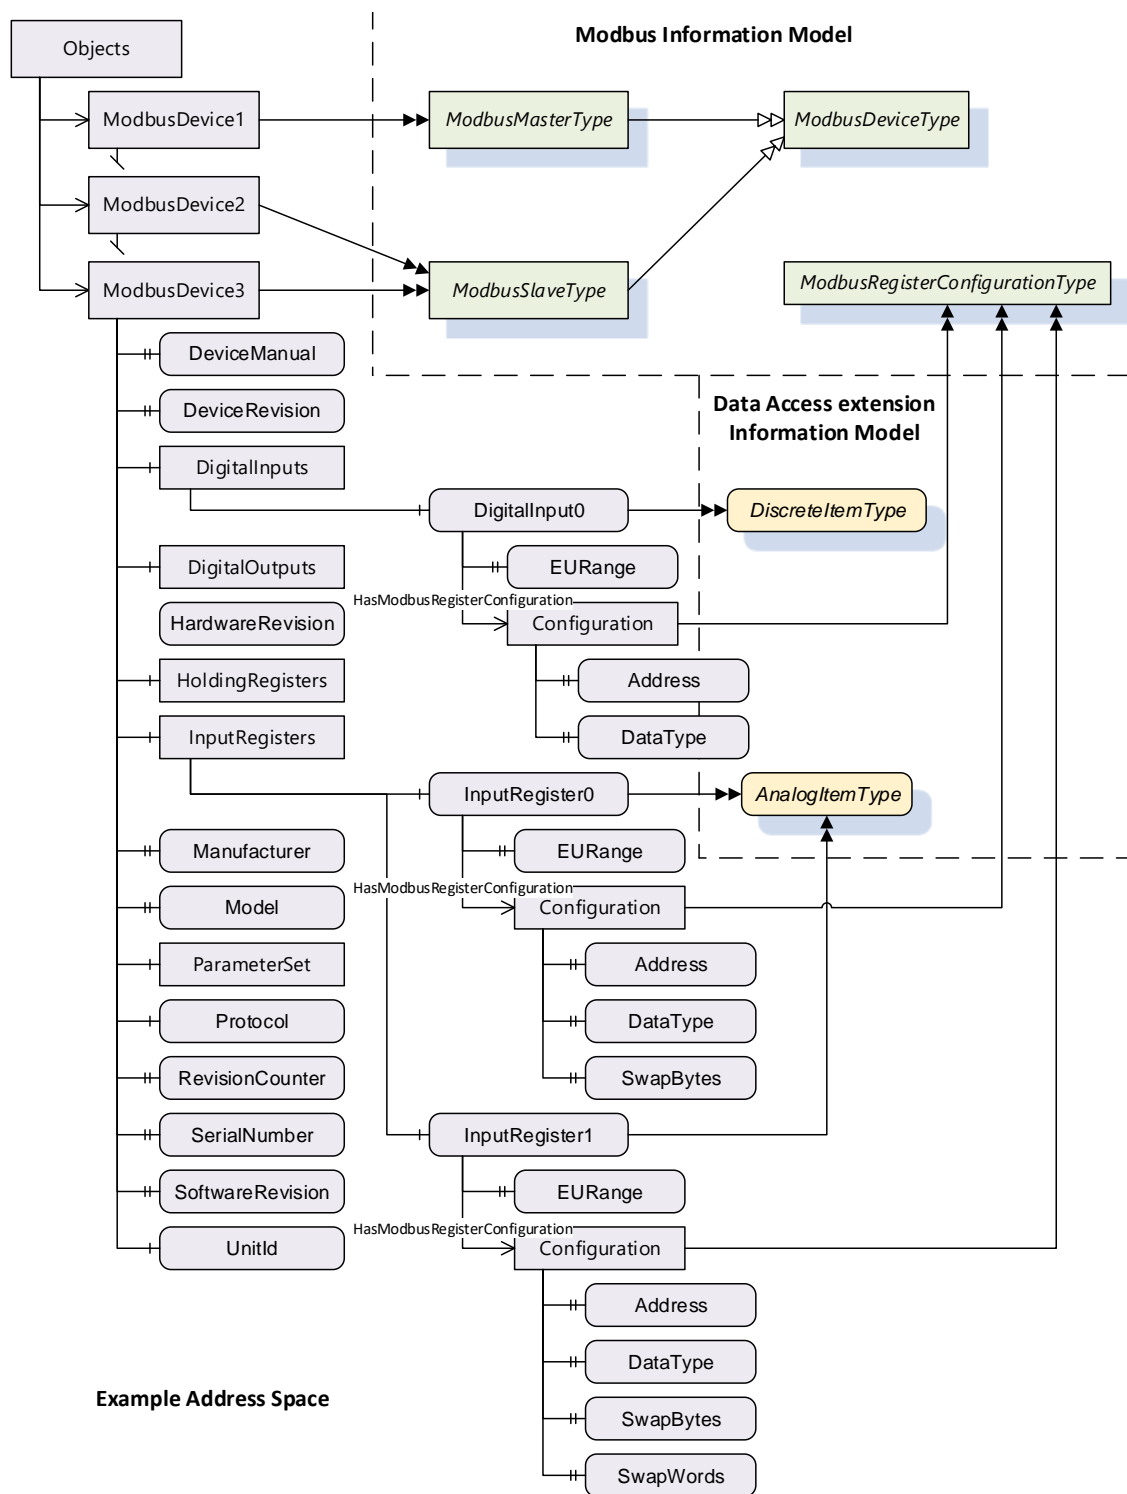 Modbus Information Model
Objects
ModbusDevice1
ModbusMasterType
ModbusDeviceType
ModbusDevice2
ModbusDevice3
ModbusSlaveType
ModbusRegisterConfigurationType
DeviceManual
DeviceRevision
Data Access extension
Information Model
DigitalInputs
DigitalInput0
DiscreteItemType
DigitalOutputs
EURange
HasModbusRegisterConfiguration
HardwareRevision
Configuration
HoldingRegisters
Address
InputRegisters
DataType
InputRegister0
AnalogItemType
Manufacturer
EURange
HasModbusRegisterConfiguration
Model
Configuration
ParameterSet
Address
Protocol
DataType
RevisionCounter
SwapBytes
SerialNumber
InputRegister1
SoftwareRevision
EURange
HasModbusRegisterConfiguration
UnitId
Configuration
Address
DataType
Example Address Space
SwapBytes
SwapWords